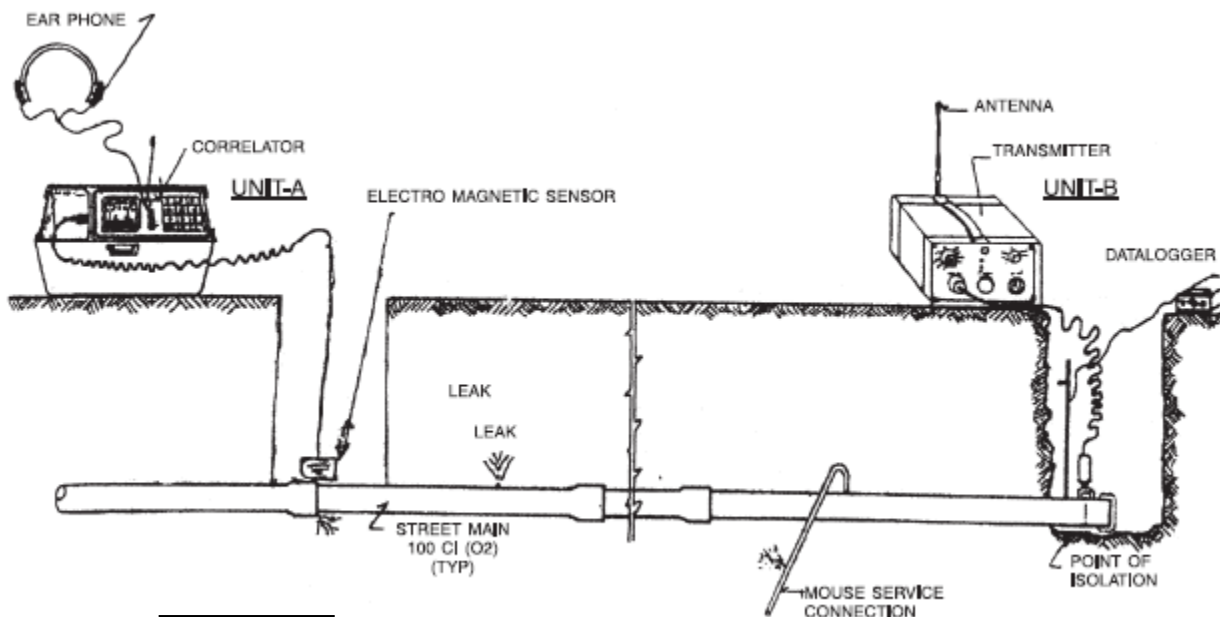 EAR PHONE
CORRELATOR
UNIT-A
ELECTRO MAGNETIC SENSOR
ANTENNA
TRANSMITTER
UNIT-B
DATALOGGER
LEAK
LEAK
STREET MAIN
100 CI (O2)
(TYP)
MOUSE SERVICE
CONNECTION
POINT OF
ISOLATION